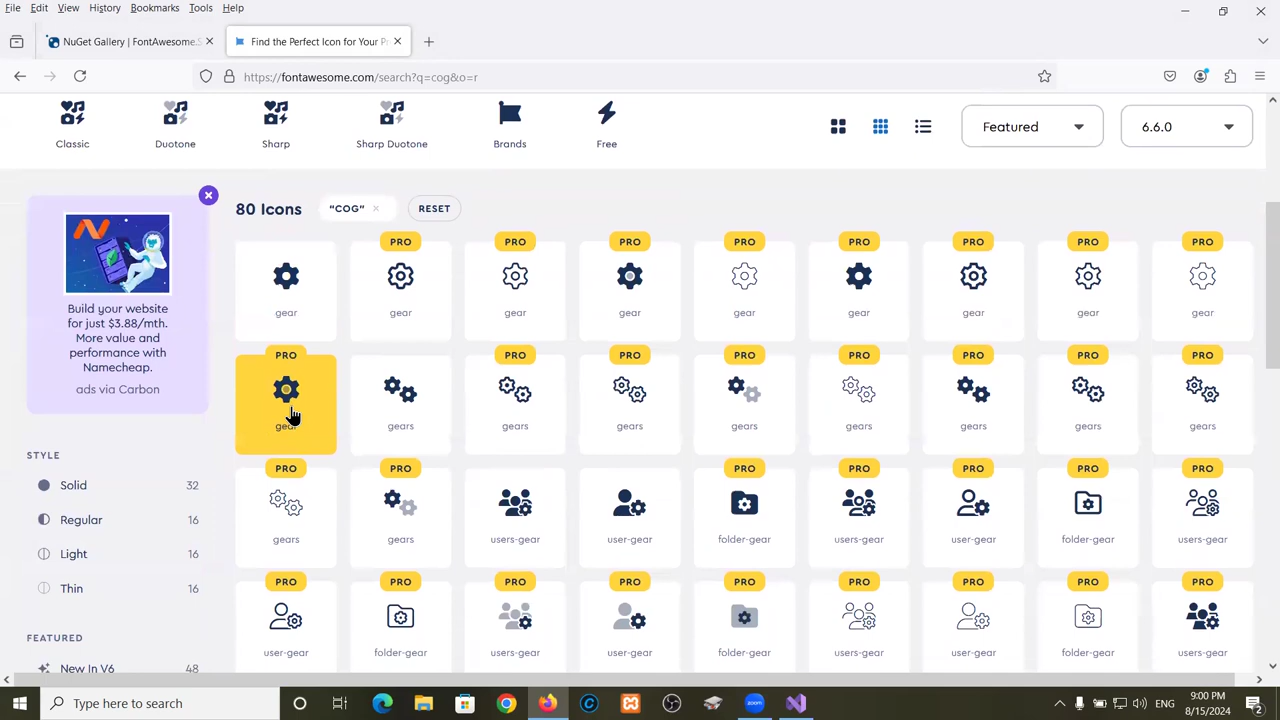 File Edit View History Bookmarks Tools Help
NuGet Gallery | FontAwesome.S
Find the Perfect Icon for Your Pr
https://fontawesome.com/search?q=cog&o=r
Classic Duotone Sharp Sharp Duotone Brands Free
Featured
6.6.0
80 Icons "COG" RESET
Build your website
for just $3.88/mth.
More value and
performance with
Namecheap.
ads via Carbon
PRO PRO PRO PRO PRO PRO PRO PRO
gear gear gear gear gear gear gear gear gear
PRO PRO PRO PRO PRO PRO PRO PRO
gear gears gears gears gears gears gears gears gears
PRO PRO PRO PRO PRO PRO PRO
gears gears users-gear user-gear folder-gear users-gear user-gear folder-gear users-gear
PRO PRO PRO PRO PRO PRO PRO PRO PRO
user-gear folder-gear users-gear user-gear folder-gear users-gear user-gear folder-gear users-gear
STYLE
Solid 32
Regular 16
Light 16
Thin 16
FEATURED
New In V6 48
Type here to search
zoom
ENG
9:00 PM
8/15/2024
2